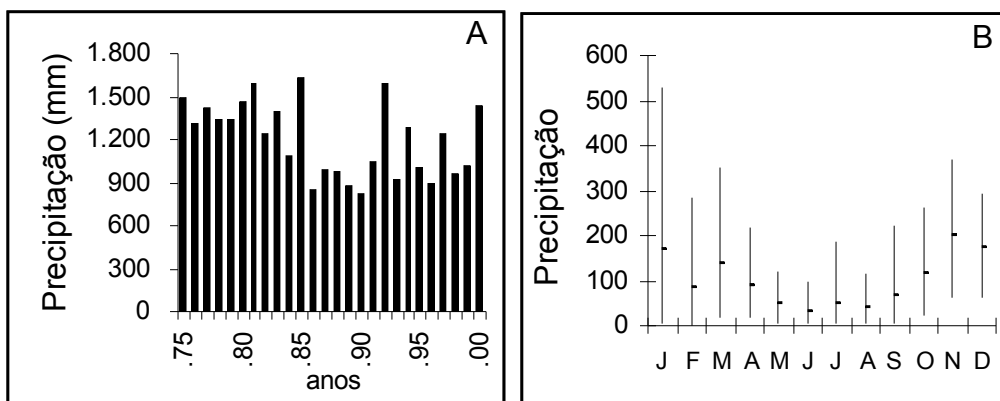 A
Precipitação (mm)
1.800
1.500
1.200
900
600
300
0
.75 .80 .85 .90 .95 .00
anos
B
Precipitação
600
500
400
300
200
100
0
J F M A M J J A S O N D